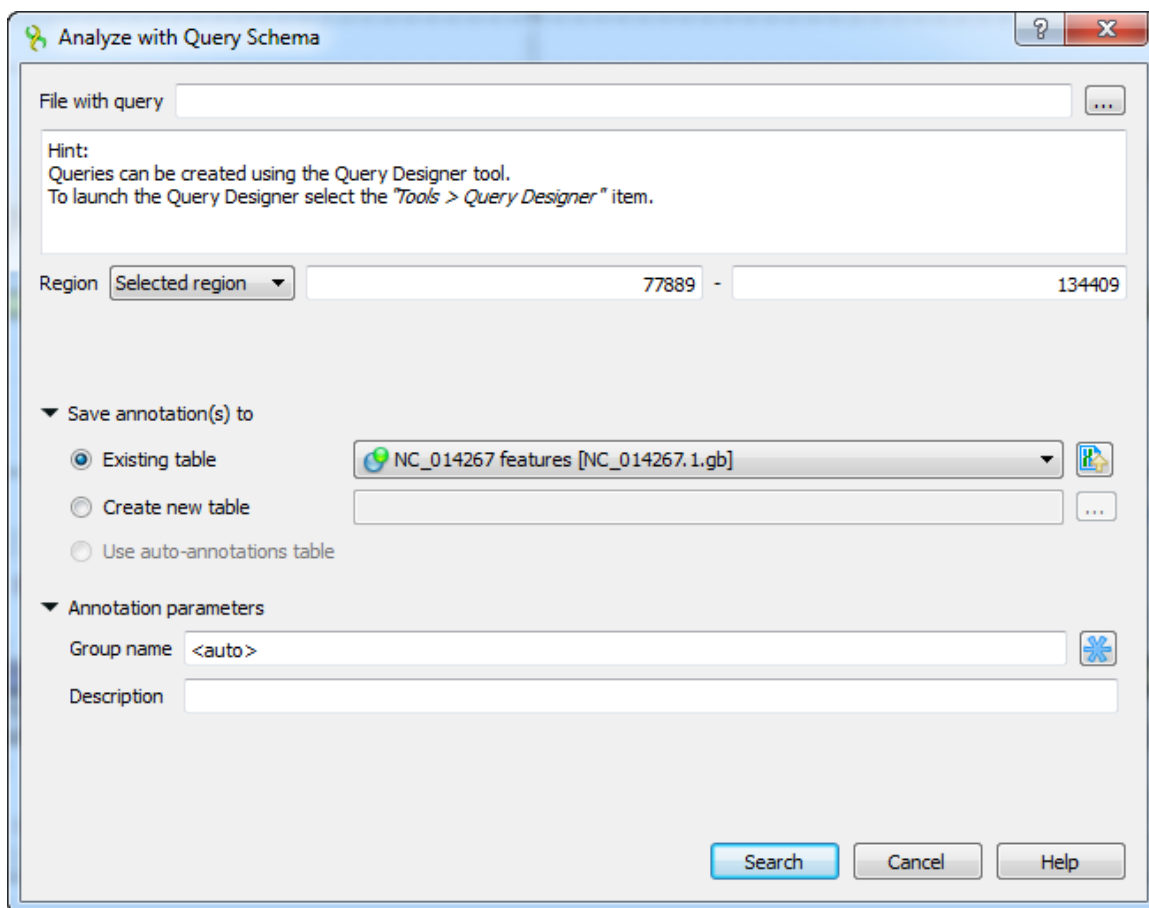 Analyze with Query Schema
File with query ...
Hint:
Queries can be created using the Query Designer tool.
To launch the Query Designer select the "Tools > Query Designer" item.
Region Selected region 77889 - 134409
Save annotation(s) to
Existing table NC_014267 features [NC_014267.1.gb]
Create new table ...
Use auto-annotations table
Annotation parameters
Group name <auto>
Description
Search Cancel Help